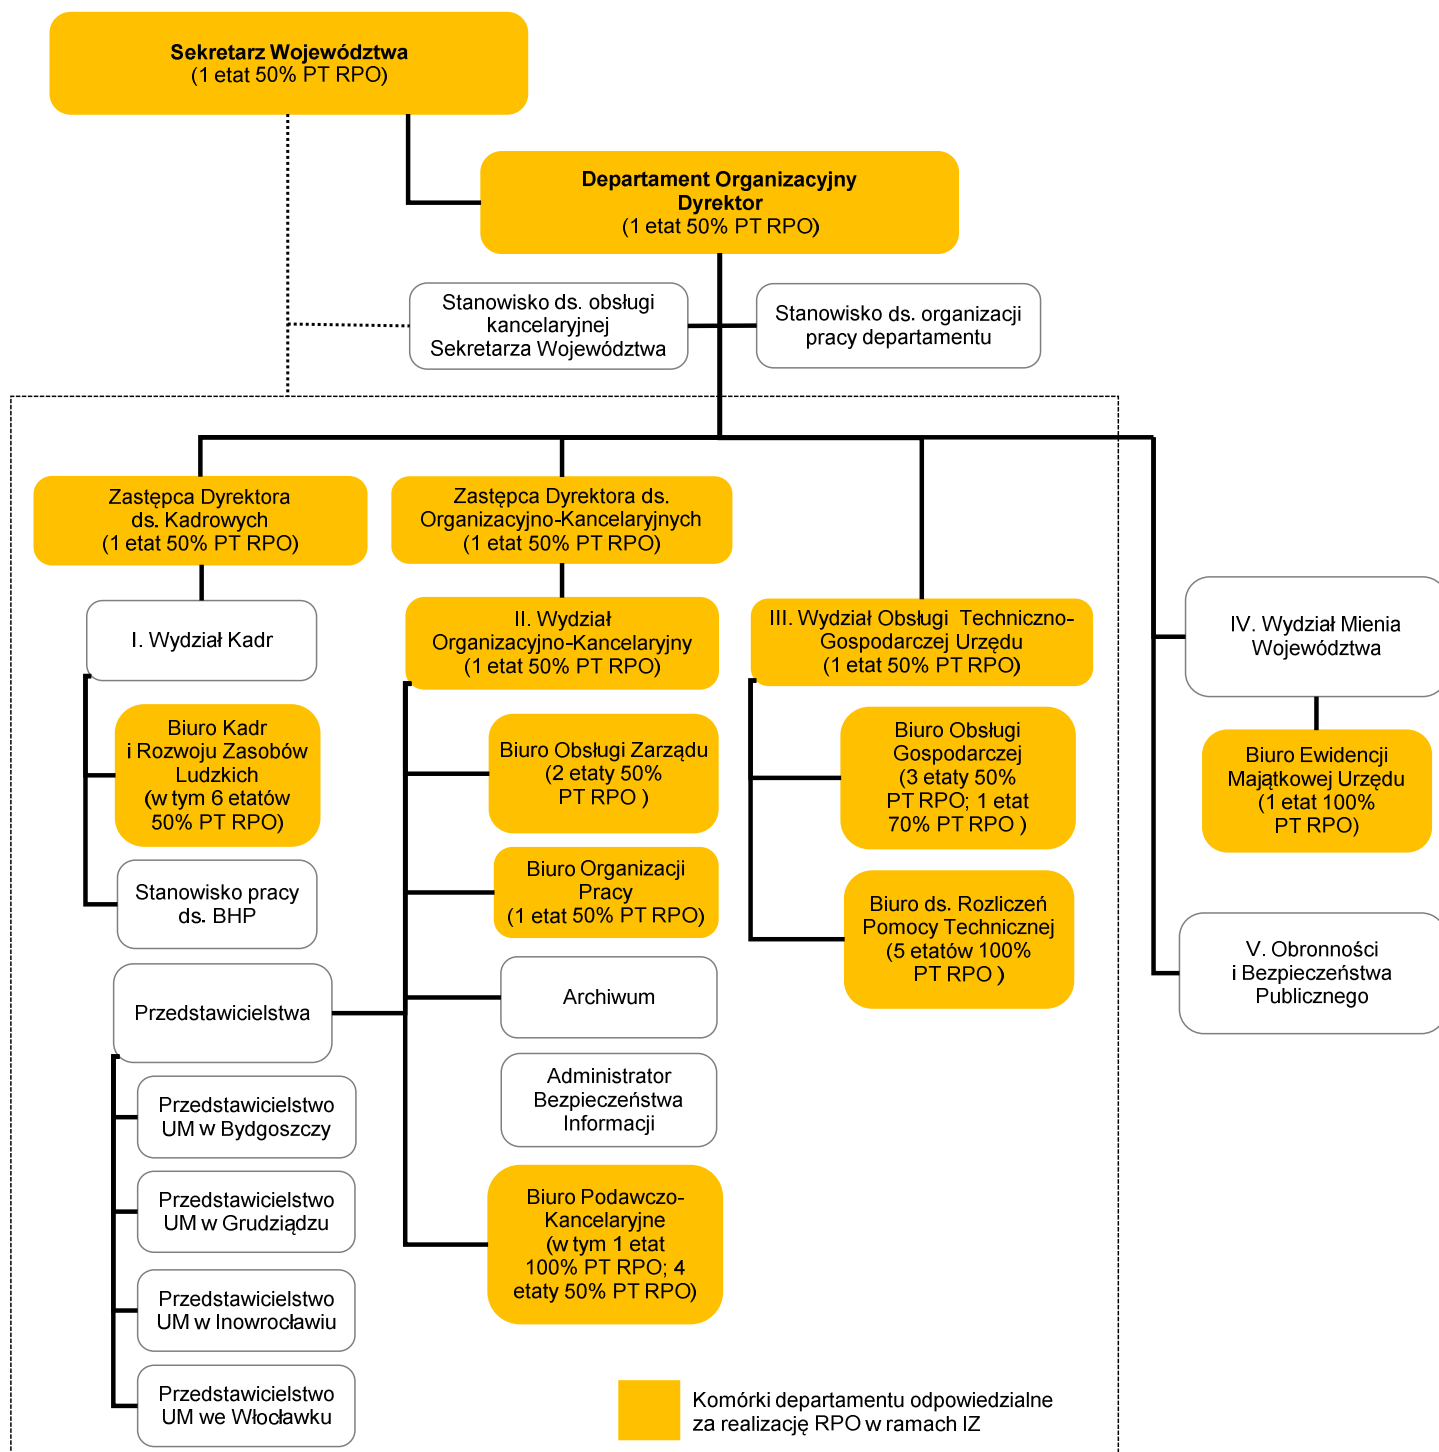 Sekretarz Województwa
(1 etat 50% PT RPO)
Departament Organizacyjny
Dyrektor
(1 etat 50% PT RPO)
Stanowisko ds. obsługi
kancelaryjnej
Sekretarza Województwa
Stanowisko ds. organizacji
pracy departamentu
Zastępca Dyrektora
ds. Kadrowych
(1 etat 50% PT RPO)
Zastępca Dyrektora ds.
Organizacyjno-Kancelaryjnych
(1 etat 50% PT RPO)
I. Wydział Kadr
II. Wydział
Organizacyjno-Kancelaryjny
(1 etat 50% PT RPO)
III. Wydział Obsługi Techniczno-
Gospodarczej Urzędu
(1 etat 50% PT RPO)
IV. Wydział Mienia
Województwa
Biuro Kadr
i Rozwoju Zasobów
Ludzkich
(w tym 6 etatów
50% PT RPO)
Biuro Obsługi Zarządu
(2 etaty 50%
PT RPO )
Biuro Obsługi
Gospodarczej
(3 etaty 50%
PT RPO; 1 etat
70% PT RPO )
Biuro Ewidencji
Majątkowej Urzędu
(1 etat 100%
PT RPO)
Stanowisko pracy
ds. BHP
Biuro Organizacji
Pracy
(1 etat 50% PT RPO)
Biuro ds. Rozliczeń
Pomocy Technicznej
(5 etatów 100%
PT RPO )
V. Obronności
i Bezpieczeństwa
Publicznego
Przedstawicielstwa
Archiwum
Administrator
Bezpieczeństwa
Informacji
Przedstawicielstwo
UM w Bydgoszczy
Przedstawicielstwo
UM w Grudziądzu
Biuro Podawczo-
Kancelaryjne
(w tym 1 etat
100% PT RPO; 4
etaty 50% PT RPO)
Przedstawicielstwo
UM w Inowrocławiu
Przedstawicielstwo
UM we Włocławku
Komórki departamentu odpowiedzialne
za realizację RPO w ramach IZ